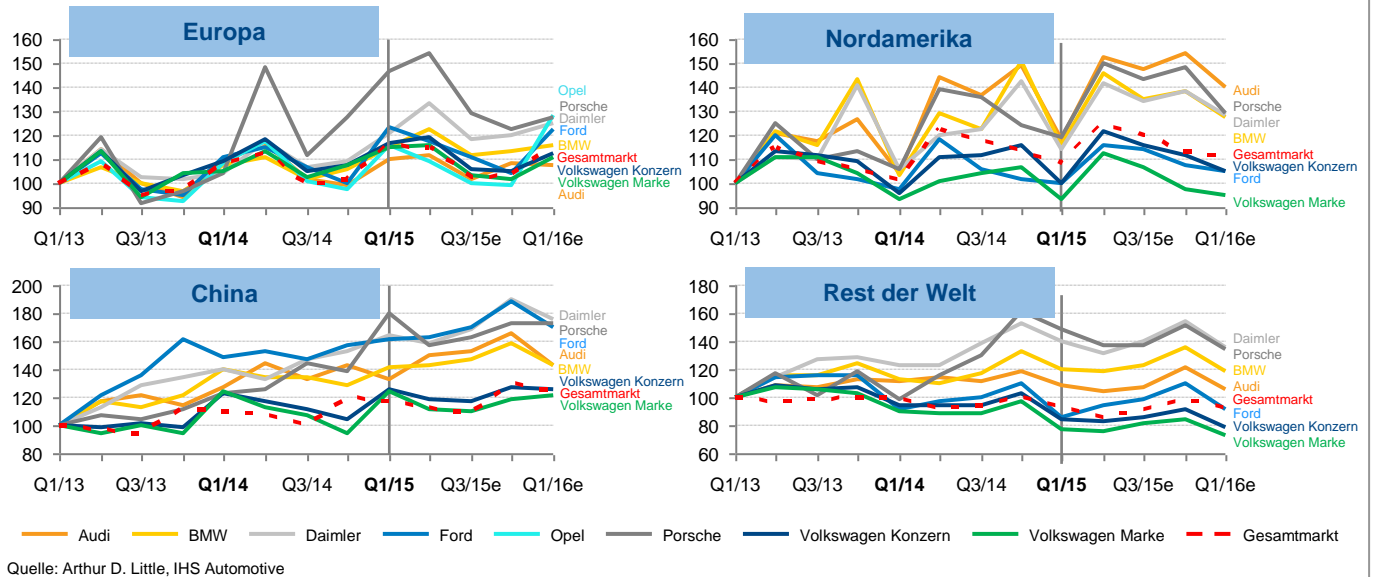 Europa
160
150
140
130
120
110
100
90
Q1/13
Q3/13
Q1/14
Q3/14
Q1/15
Q3/15e
Q1/16e
Opel
Porsche
Daimler
Ford
BMW
Gesamtmarkt
Volkswagen Konzern
Volkswagen Marke
Audi
Nordamerika
160
150
140
130
120
110
100
90
Q1/13
Q3/13
Q1/14
Q3/14
Q1/15
Q3/15e
Q1/16e
Audi
Porsche
Daimler
BMW
Gesamtmarkt
Volkswagen Konzern
Ford
Volkswagen Marke
China
200
180
160
140
120
100
80
Q1/13
Q3/13
Q1/14
Q3/14
Q1/15
Q3/15e
Q1/16e
Daimler
Porsche
Ford
Audi
BMW
Volkswagen Konzern
Gesamtmarkt
Volkswagen Marke
Rest der Welt
180
160
140
120
100
80
60
Q1/13
Q3/13
Q1/14
Q3/14
Q1/15
Q3/15e
Q1/16e
Daimler
Porsche
BMW
Audi
Gesamtmarkt
Ford
Volkswagen Konzern
Volkswagen Marke
Audi BMW Daimler Ford Opel Porsche Volkswagen Konzern Volkswagen Marke Gesamtmarkt
Quelle: Arthur D. Little, IHS Automotive